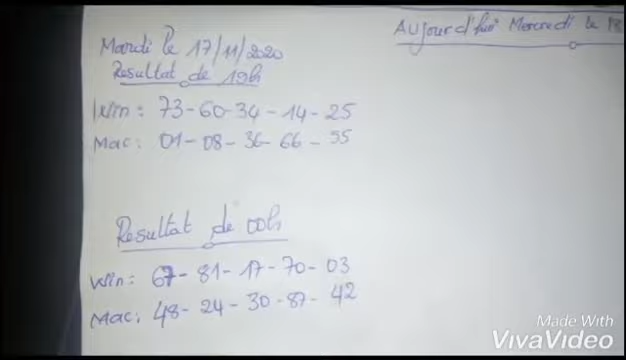 Mardi le 17/11/2020
Resultat de 19h
Win: 73-60-34-14-25
Mac: 01-08-36-66-55
Resultat de 00h
Win: 67-81-17-70-03
Mac: 48-24-30-87-42
Aujourd'hui Mercredi le 18
Made With
VivaVideo